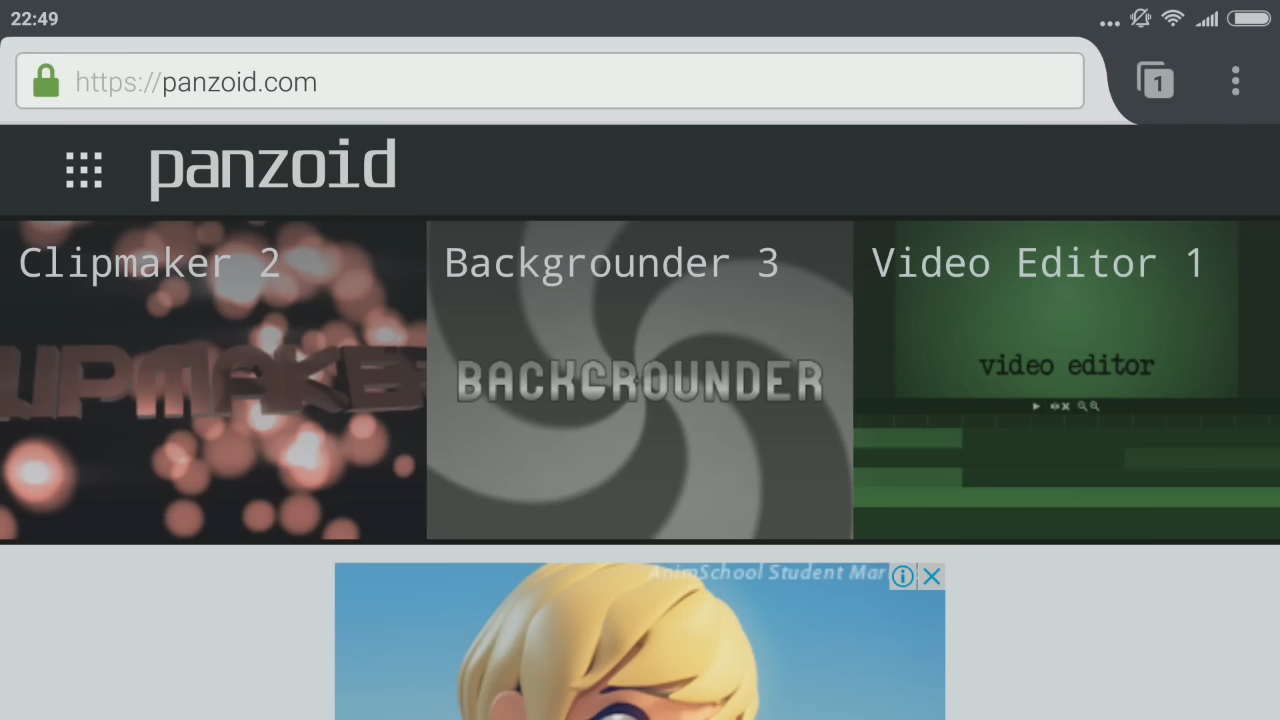 22:49
https://panzoid.com
1
panzoid
Clipmaker 2
Backgrounder 3
Video Editor 1
BACKGROUNDER
video editor
AnimSchool Student Mar